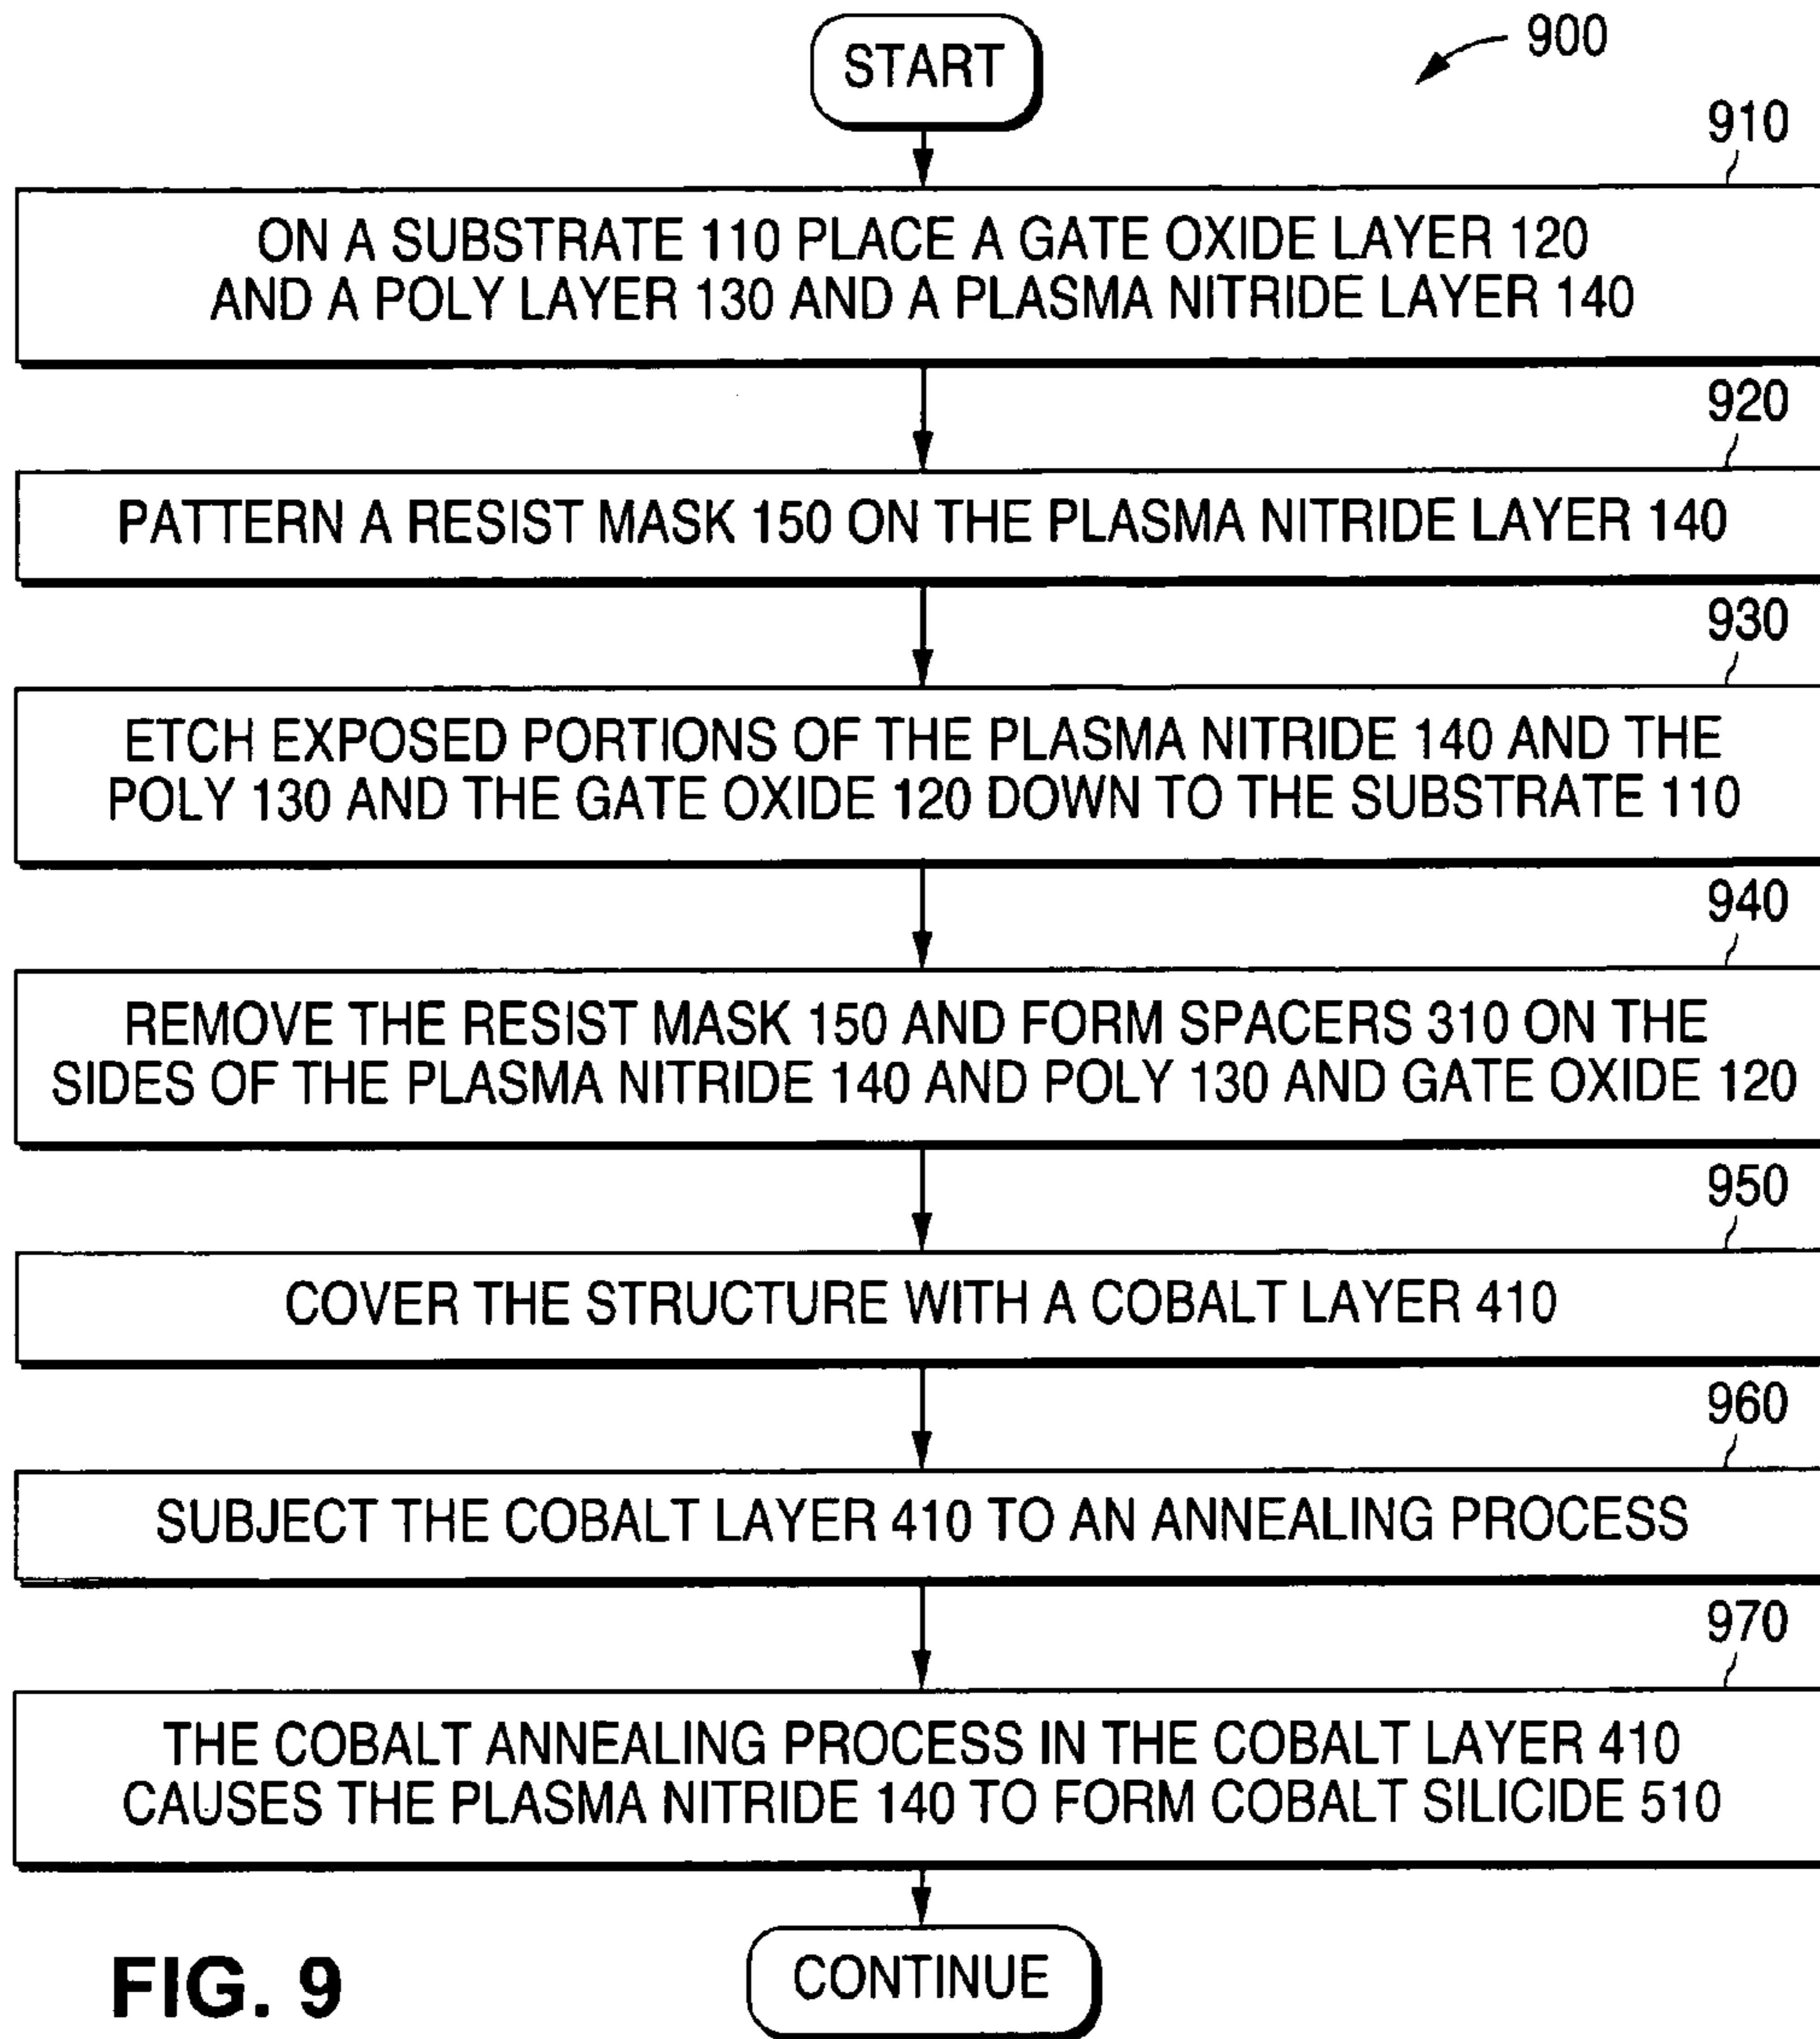 START
900
910
ON A SUBSTRATE 110 PLACE A GATE OXIDE LAYER 120
AND A POLY LAYER 130 AND A PLASMA NITRIDE LAYER 140
920
PATTERN A RESIST MASK 150 ON THE PLASMA NITRIDE LAYER 140
930
ETCH EXPOSED PORTIONS OF THE PLASMA NITRIDE 140 AND THE
POLY 130 AND THE GATE OXIDE 120 DOWN TO THE SUBSTRATE 110
940
REMOVE THE RESIST MASK 150 AND FORM SPACERS 310 ON THE
SIDES OF THE PLASMA NITRIDE 140 AND POLY 130 AND GATE OXIDE 120
950
COVER THE STRUCTURE WITH A COBALT LAYER 410
960
SUBJECT THE COBALT LAYER 410 TO AN ANNEALING PROCESS
970
THE COBALT ANNEALING PROCESS IN THE COBALT LAYER 410
CAUSES THE PLASMA NITRIDE 140 TO FORM COBALT SILICIDE 510
CONTINUE
FIG. 9